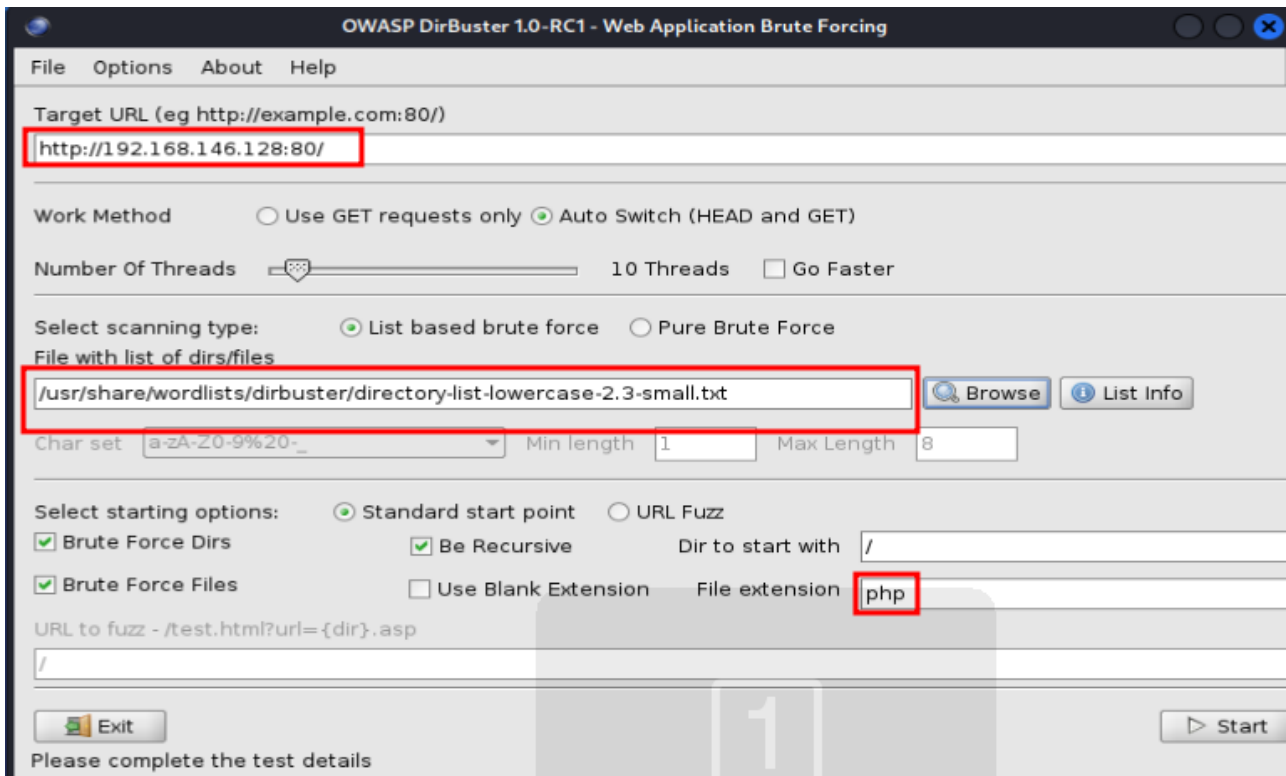 OWASP DirBuster 1.0-RC1 - Web Application Brute Forcing
File Options About Help
Target URL (eg http://example.com:80/)
http://192.168.146.128:80/
Work Method Use GET requests only Auto Switch (HEAD and GET)
Number Of Threads 10 Threads Go Faster
Select scanning type: List based brute force Pure Brute Force
File with list of dirs/files
/usr/share/wordlists/dirbuster/directory-list-lowercase-2.3-small.txt Browse List Info
Char set a-zA-Z0-9%20-_ Min length 1 Max Length 8
Select starting options: Standard start point URL Fuzz
Brute Force Dirs Be Recursive Dir to start with /
Brute Force Files Use Blank Extension File extension php
URL to fuzz - /test.html?url={dir}.asp
/
1
Exit Start
Please complete the test details